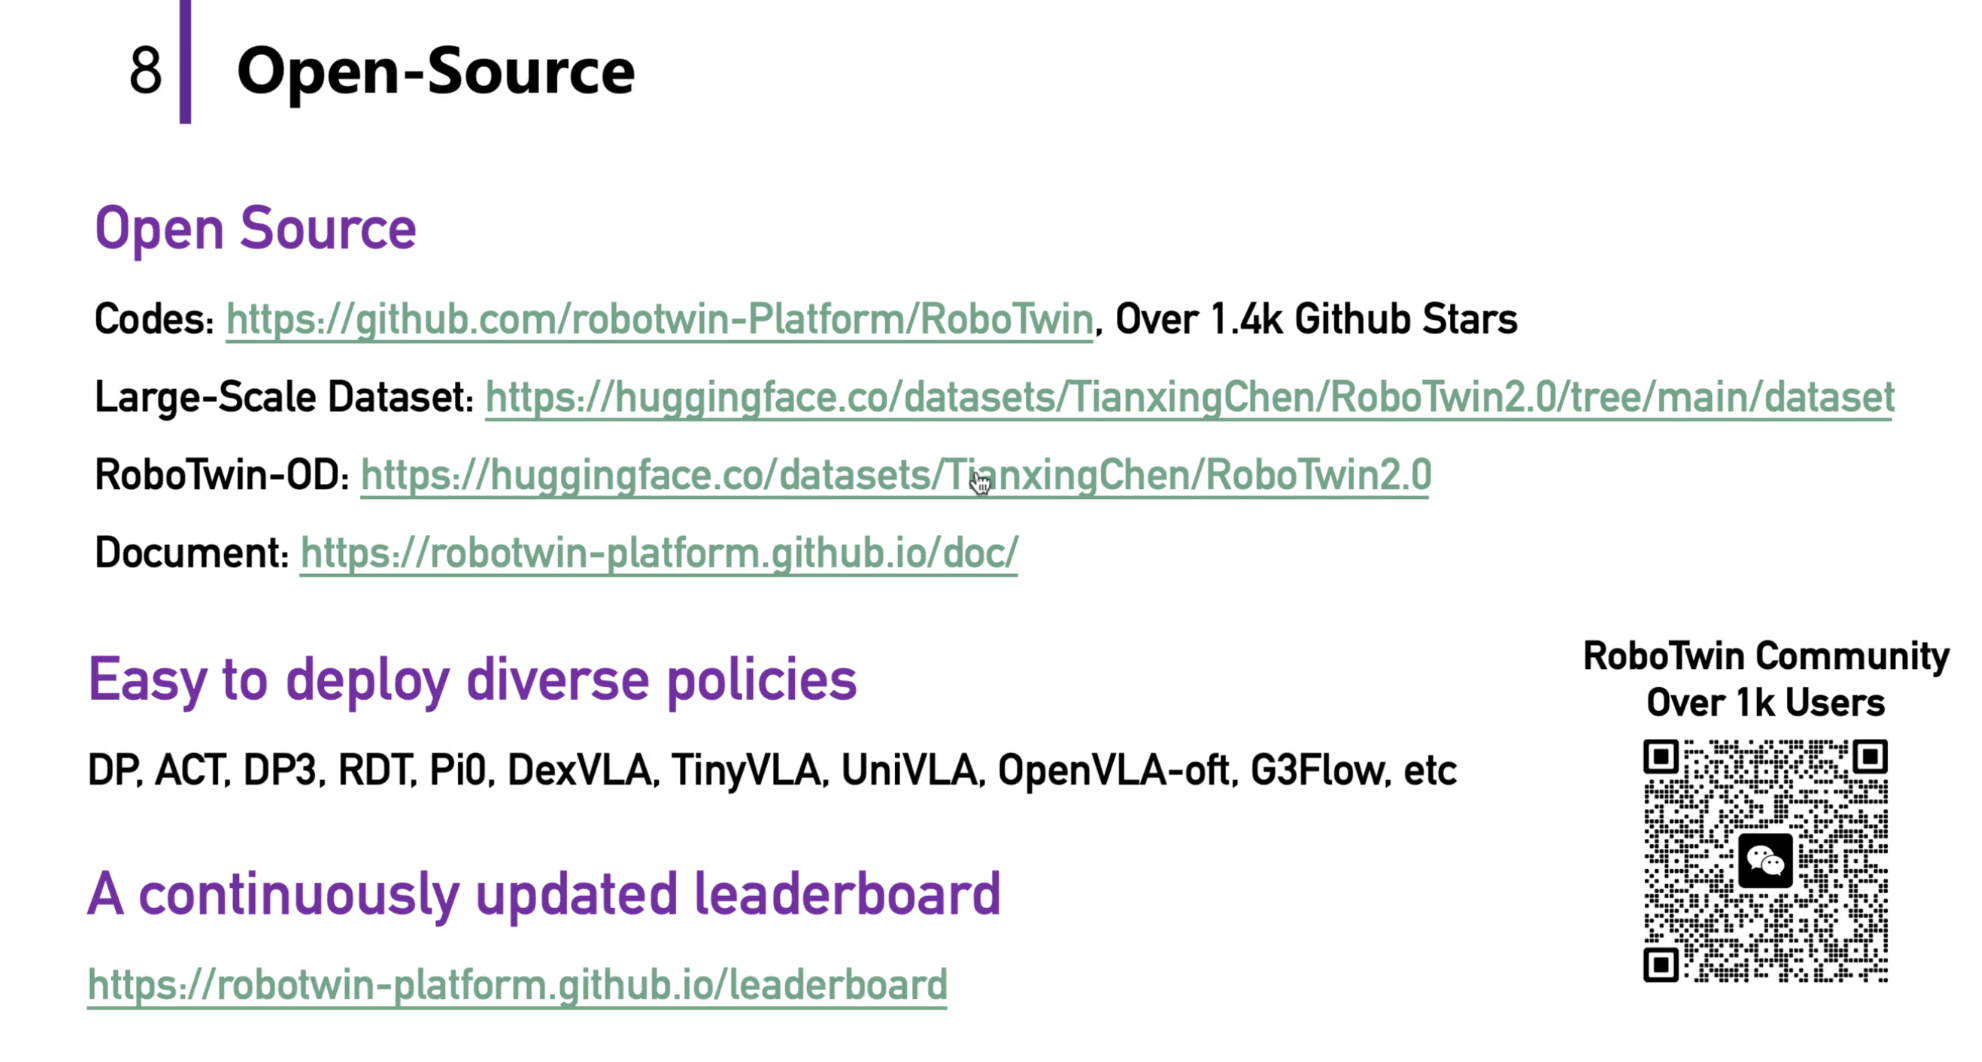 8
Open-Source
Open Source
Codes: https://github.com/robotwin-Platform/RoboTwin, Over 1.4k Github Stars
Large-Scale Dataset: https://huggingface.co/datasets/TianxingChen/RoboTwin2.0/tree/main/dataset
RoboTwin-OD: https://huggingface.co/datasets/TianxingChen/RoboTwin2.0
Document: https://robotwin-platform.github.io/doc/
Easy to deploy diverse policies
DP, ACT, DP3, RDT, Pi0, DexVLA, TinyVLA, UniVLA, OpenVLA-oft, G3Flow, etc
A continuously updated leaderboard
https://robotwin-platform.github.io/leaderboard
RoboTwin Community
Over 1k Users